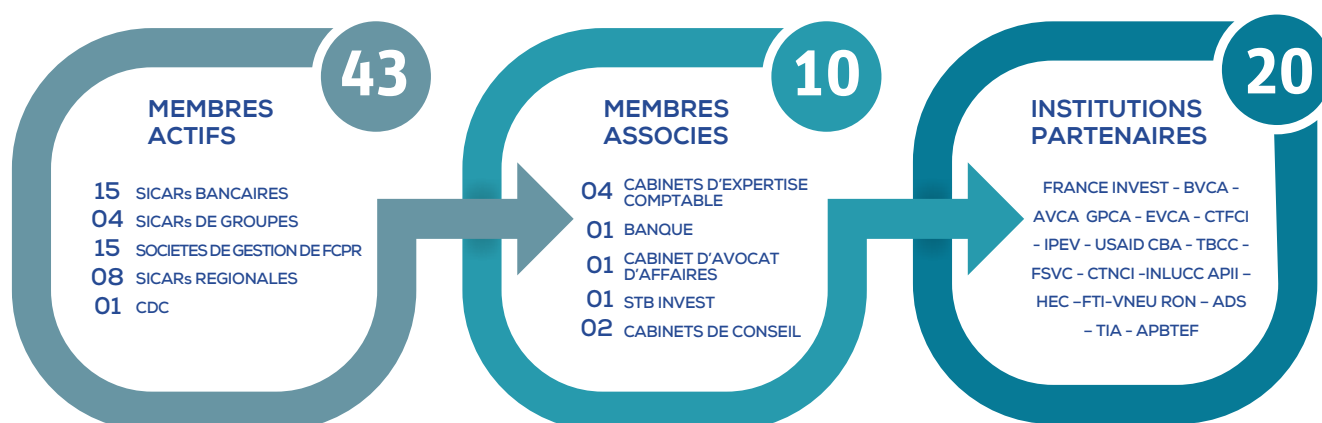 43
MEMBRES
ACTIFS
15 SICARs BANCAIRES
04 SICARs DE GROUPES
15 SOCIETES DE GESTION DE FCPR
08 SICARs REGIONALES
01 CDC
10
MEMBRES
ASSOCIES
04 CABINETS D'EXPERTISE
COMPTABLE
01 BANQUE
01 CABINET D'AVOCAT
D'AFFAIRES
01 STB INVEST
02 CABINETS DE CONSEIL
20
INSTITUTIONS
PARTENAIRES
FRANCE INVEST - BVCA -
AVCA GPCA - EVCA - CTFCI
- IPEV - USAID CBA - TBCC -
FSVC - CTNCI -INLUCC APII –
HEC –FTI-VNEU RON – ADS
– TIA - APBTEF